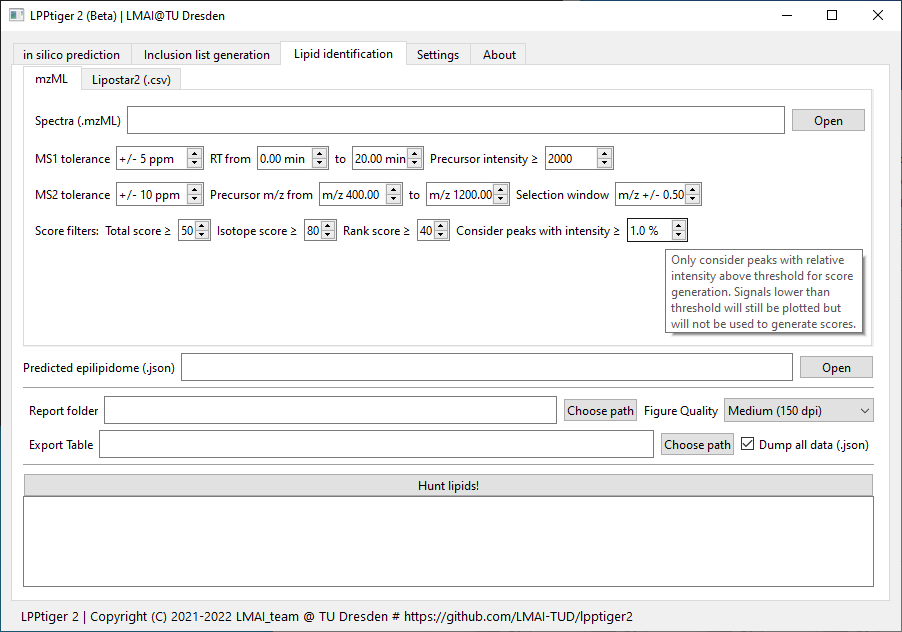 LPPtiger 2 (Beta) | LMAI@TU Dresden
in silico prediction Inclusion list generation Lipid identification Settings About
mzML Lipostar2 (.csv)
Spectra (.mzML) Open
MS1 tolerance +/- 5 ppm RT from 0.00 min to 20.00 min Precursor intensity ≥ 2000
MS2 tolerance +/- 10 ppm Precursor m/z from m/z 400.00 to m/z 1200.00 Selection window m/z +/- 0.50
Score filters: Total score ≥ 50 Isotope score ≥ 80 Rank score ≥ 40 Consider peaks with intensity ≥ 1.0 %
Only consider peaks with relative
intensity above threshold for score
generation. Signals lower than
threshold will still be plotted but
will not be used to generate scores.
Predicted epilipidome (.json) Open
Report folder Choose path Figure Quality Medium (150 dpi)
Export Table Choose path Dump all data (.json)
Hunt lipids!
LPPtiger 2 | Copyright (C) 2021-2022 LMAI_team @ TU Dresden # https://github.com/LMAI-TUD/lpptiger2